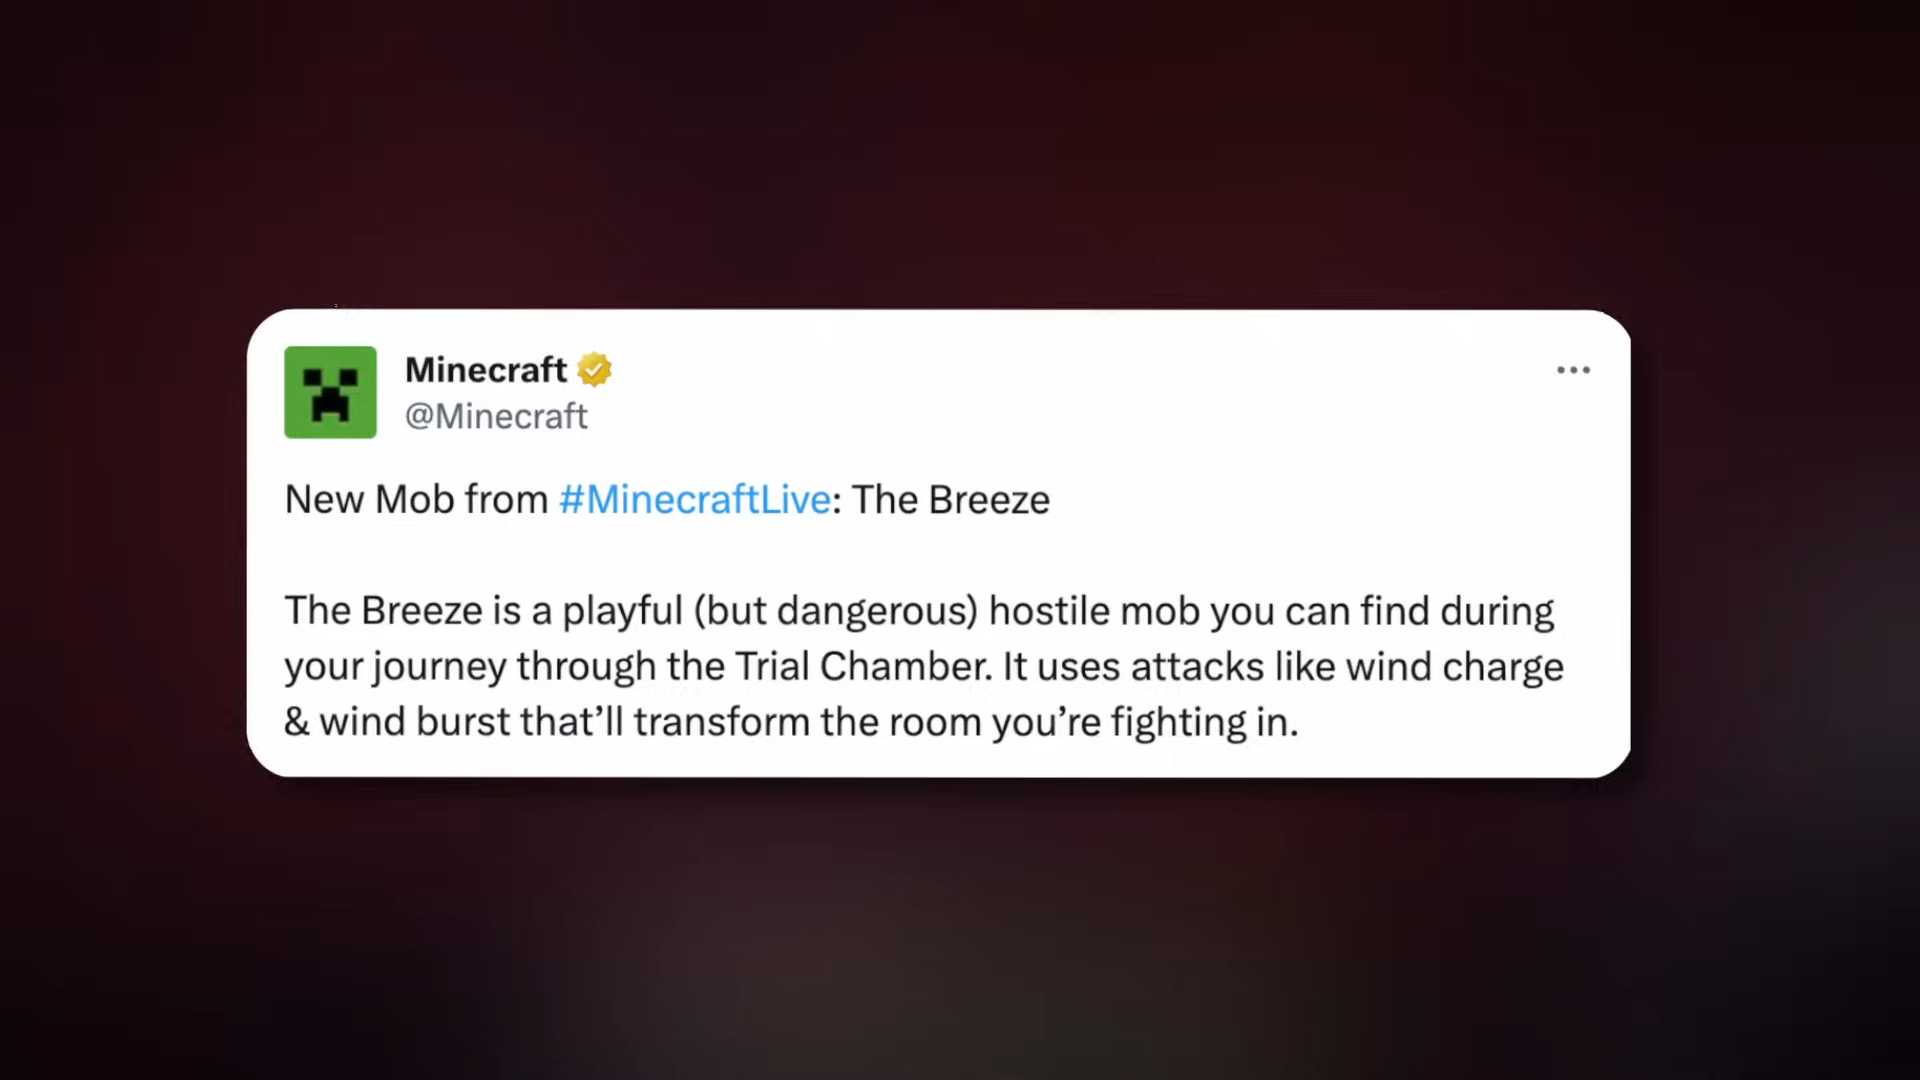 Minecraft
@Minecraft
New Mob from #MinecraftLive: The Breeze
The Breeze is a playful (but dangerous) hostile mob you can find during
your journey through the Trial Chamber. It uses attacks like wind charge
& wind burst that’ll transform the room you’re fighting in.